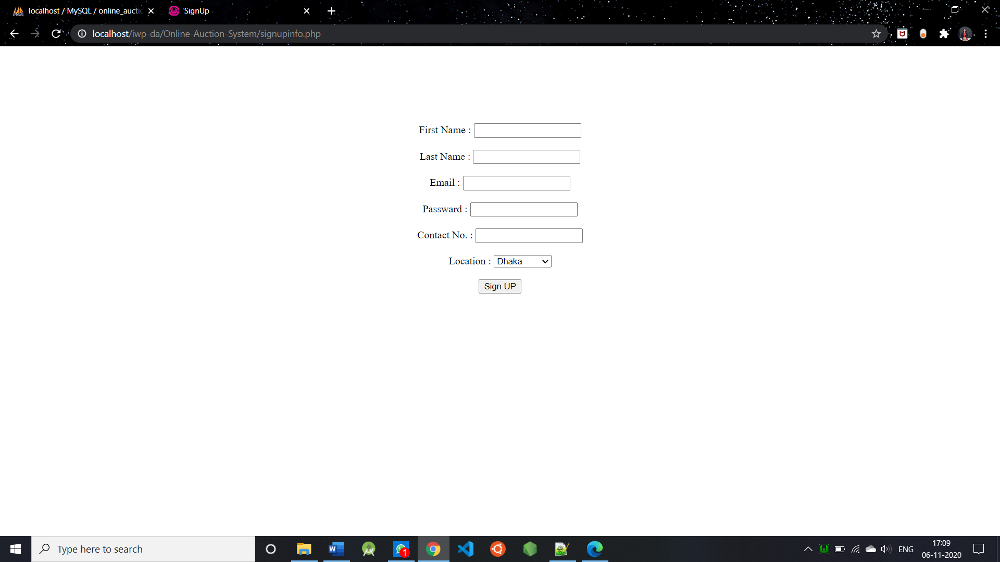 localhost / MySQL / online_aucti
SignUp
localhost/iwp-da/Online-Auction-System/signupinfo.php
First Name :
Last Name :
Email :
Passward :
Contact No. :
Location : Dhaka
Sign UP
Type here to search
1
ENG
17:09
06-11-2020